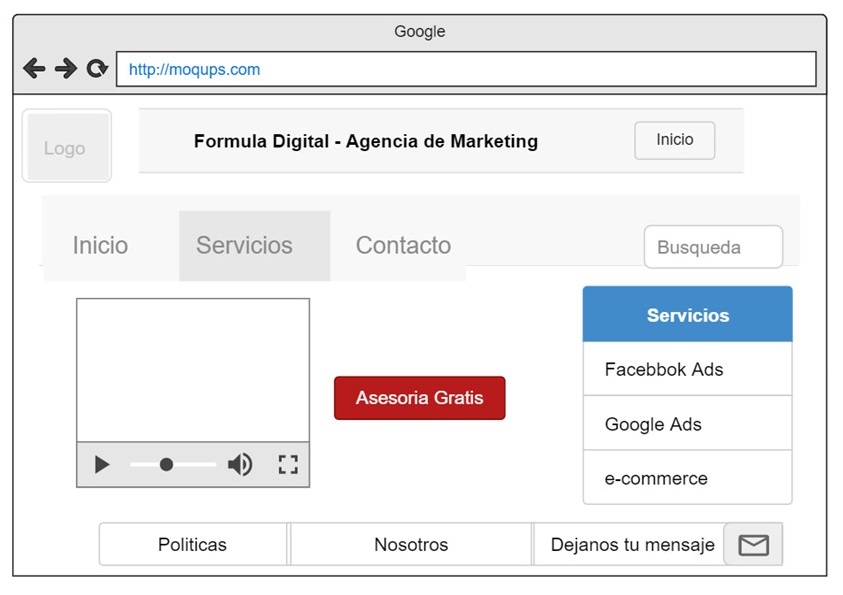 Google
http://moqups.com
Logo
Formula Digital - Agencia de Marketing
Inicio
Inicio
Servicios
Contacto
Busqueda
Servicios
Facebbok Ads
Asesoria Gratis
Google Ads
e-commerce
Politicas
Nosotros
Dejanos tu mensaje